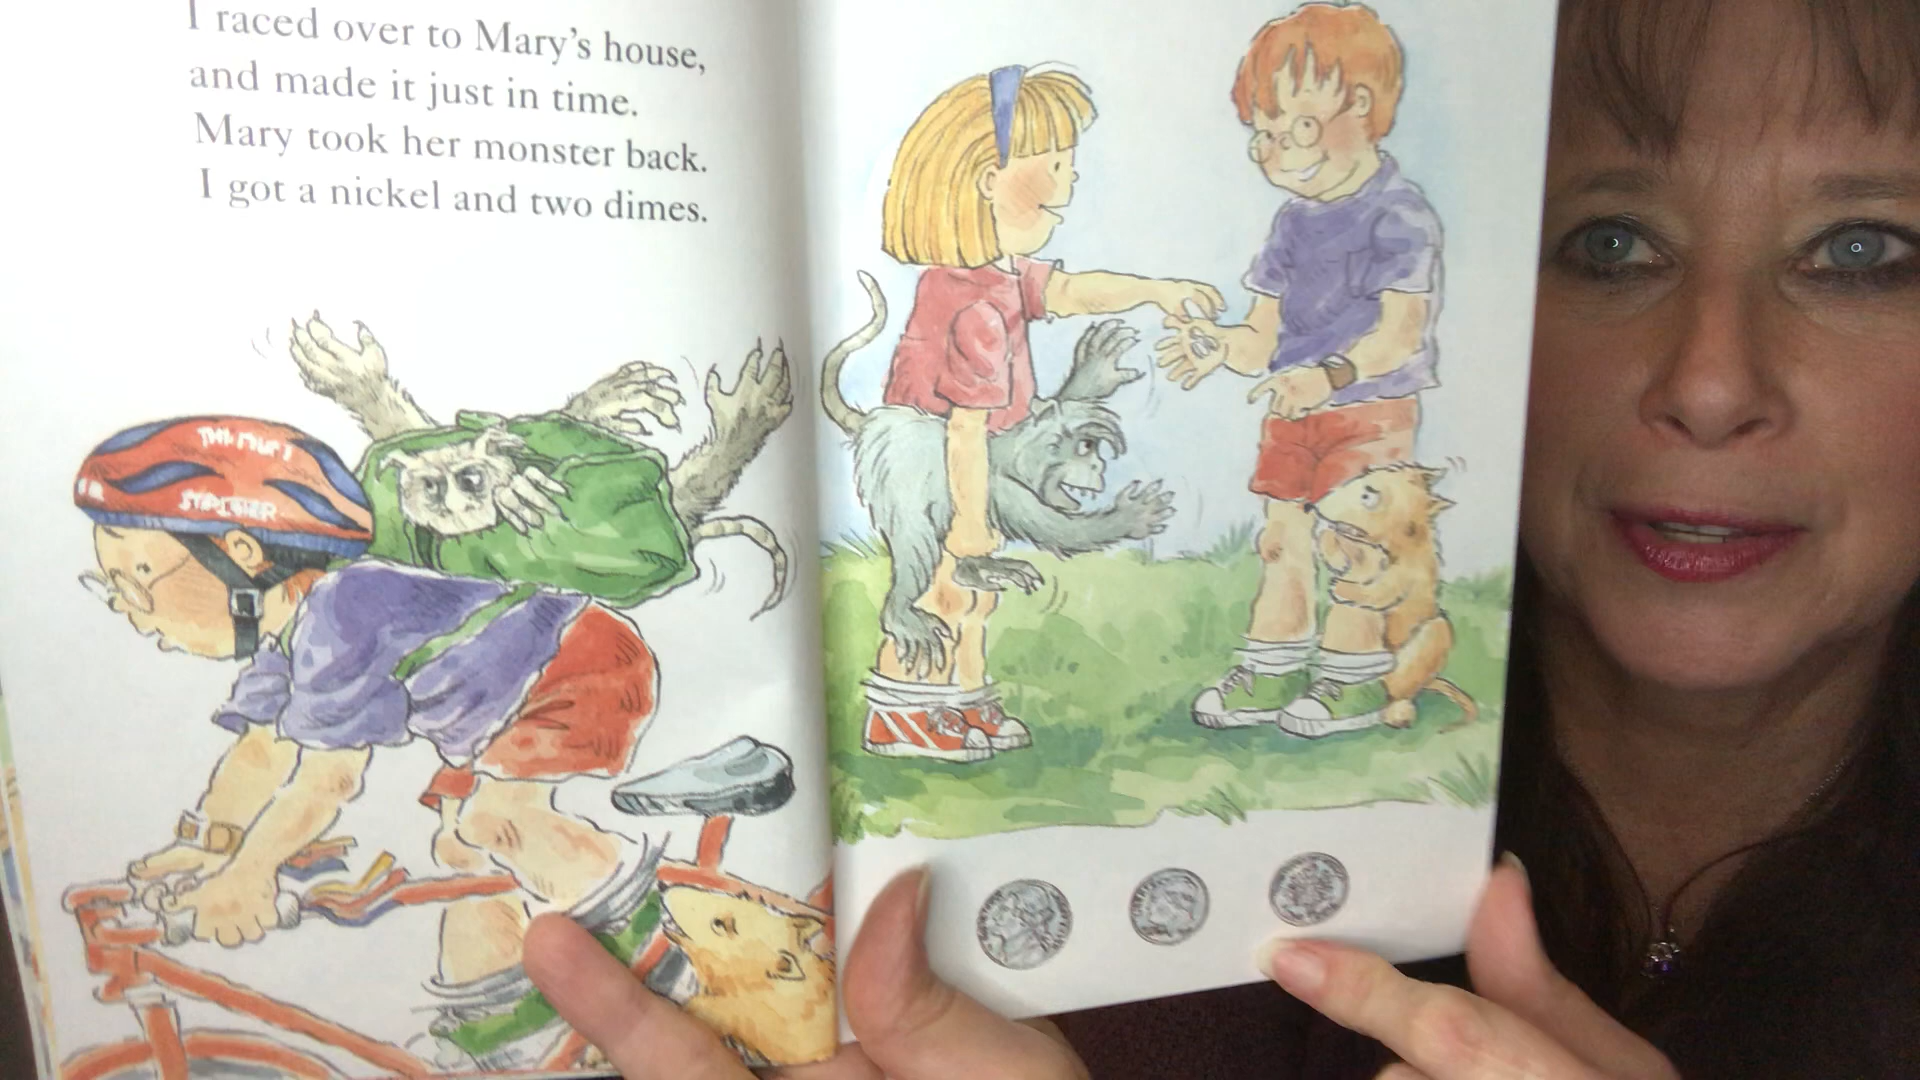 I raced over to Mary's house,
and made it just in time.
Mary took her monster back.
I got a nickel and two dimes.